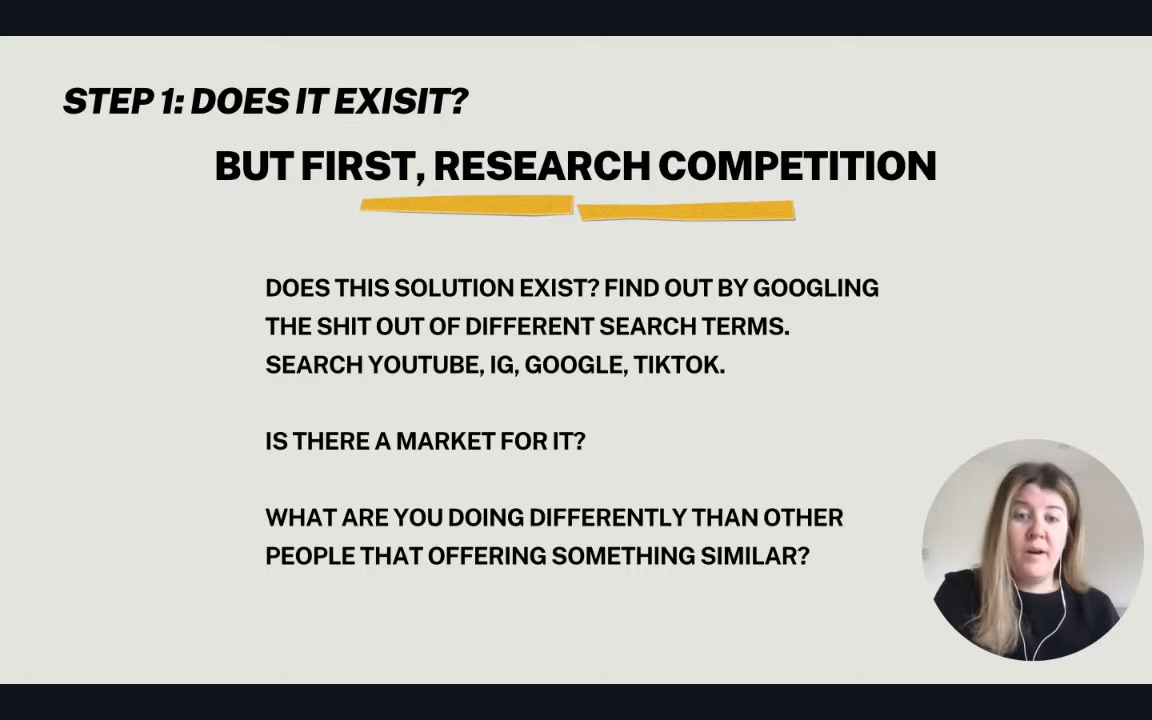 STEP 1: DOES IT EXISIT?
BUT FIRST, RESEARCH COMPETITION
DOES THIS SOLUTION EXIST? FIND OUT BY GOOGLING
THE SHIT OUT OF DIFFERENT SEARCH TERMS.
SEARCH YOUTUBE, IG, GOOGLE, TIKTOK.
IS THERE A MARKET FOR IT?
WHAT ARE YOU DOING DIFFERENTLY THAN OTHER
PEOPLE THAT OFFERING SOMETHING SIMILAR?